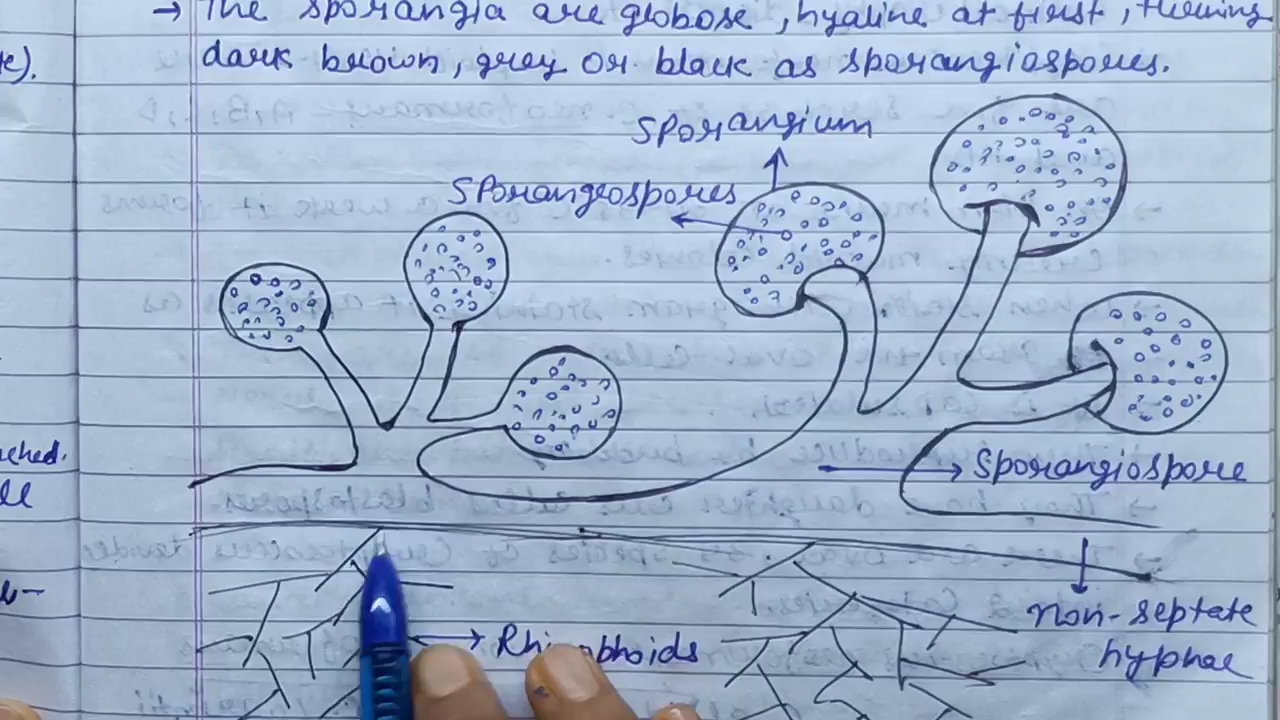 → The sporangia are globose, hyaline at first, turning
dark brown, grey or black as sporangiospores.
Sporangium
Sporangiospores
Sporangiospore
Non-septate
hyphae